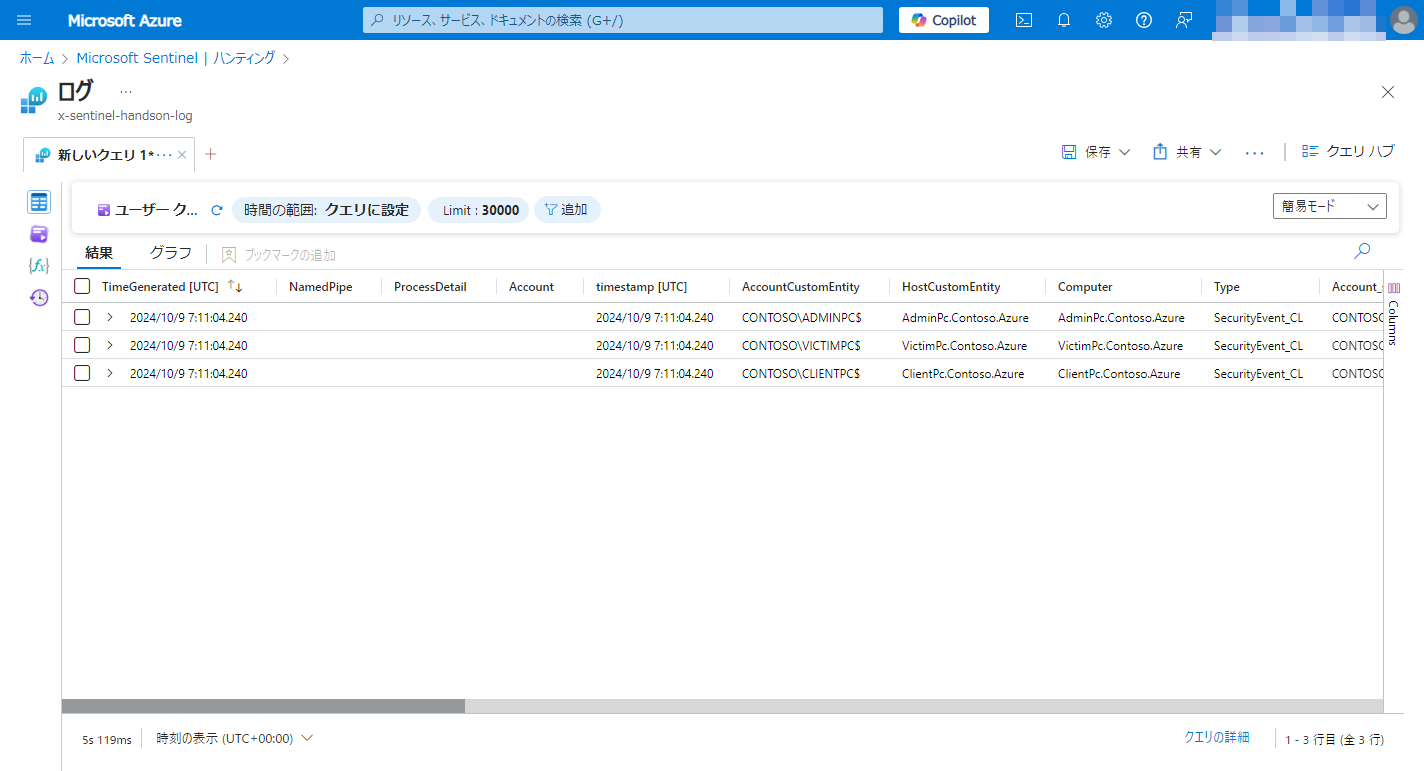 Microsoft Azure
リソース、サービス、ドキュメントの検索 (G+/)
Copilot
ホーム > Microsoft Sentinel | ハンティング >
ログ ...
x-sentinel-handson-log
新しいクエリ 1*...
保存
共有
...
クエリ ハブ
ユーザー ク...
時間の範囲: クエリに設定
Limit : 30000
追加
簡易モード
結果
グラフ
ブックマークの追加
TimeGenerated [UTC] NamedPipe ProcessDetail Account timestamp [UTC] AccountCustomEntity HostCustomEntity Computer Type Account_
2024/10/9 7:11:04.240 2024/10/9 7:11:04.240 CONTOSO\ADMINPC$ AdminPc.Contoso.Azure AdminPc.Contoso.Azure SecurityEvent_CL CONTOSO
2024/10/9 7:11:04.240 2024/10/9 7:11:04.240 CONTOSO\VICTIMPC$ VictimPc.Contoso.Azure VictimPc.Contoso.Azure SecurityEvent_CL CONTOSO
2024/10/9 7:11:04.240 2024/10/9 7:11:04.240 CONTOSO\CLIENTPC$ ClientPc.Contoso.Azure ClientPc.Contoso.Azure SecurityEvent_CL CONTOSO
Columns
5s 119ms
時刻の表示 (UTC+00:00)
クエリの詳細
1 - 3 行目 (全 3 行)